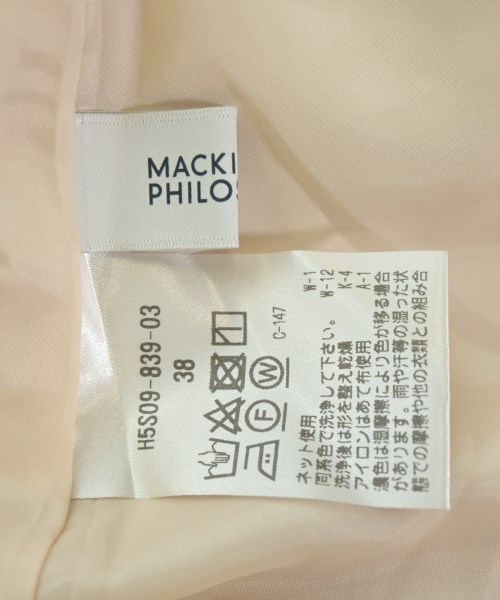 MACKI
PHILOS
H5S09-839-03
38
C-147
W-1
W-12
K-4
A-1
ネット使用
同系色で洗浄して下さい。
洗浄後は形を整え乾燥
アイロンはあて布使用
濃色は湿摩擦により色が移る場合
があります。雨や汗等の湿った状
態での摩擦や他の衣類との組み合